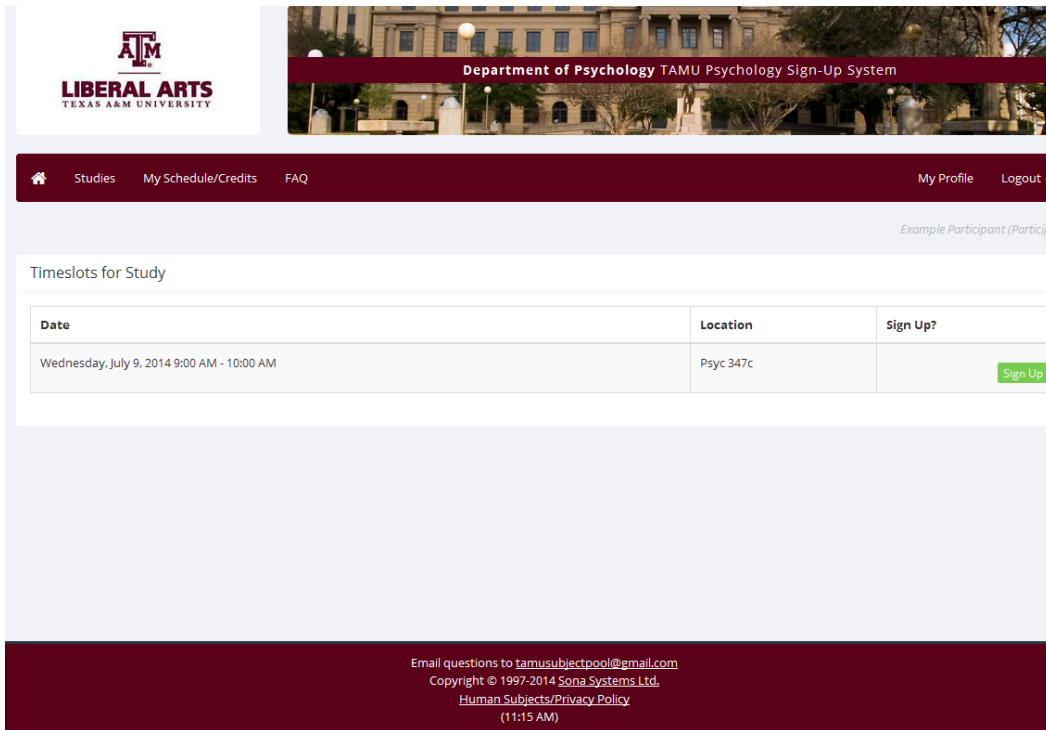 ĀM
LIBERAL ARTS
TEXAS A&M UNIVERSITY
Department of Psychology TAMU Psychology Sign-Up System
Studies My Schedule/Credits FAQ My Profile Logout
Example Participant (Partici
Timeslots for Study
Date Location Sign Up?
Wednesday, July 9, 2014 9:00 AM - 10:00 AM Psyc 347c
Sign Up
Email questions to tamusubjectpool@gmail.com
Copyright © 1997-2014 Sona Systems Ltd.
Human Subjects/Privacy Policy
(11:15 AM)